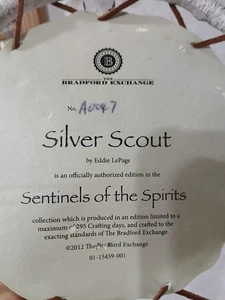 B
THE
BRADFORD EXCHANGE
No. A0047
Silver Scout
by Eddie LePage
is an officially authorized edition in the
Sentinels of the Spirits
collection which is produced in an edition limited to a
maximum of 295 Crafting days, and crafted to the
exacting standards of The Bradford Exchange.
©2012 The Bradford Exchange
01-15459-001